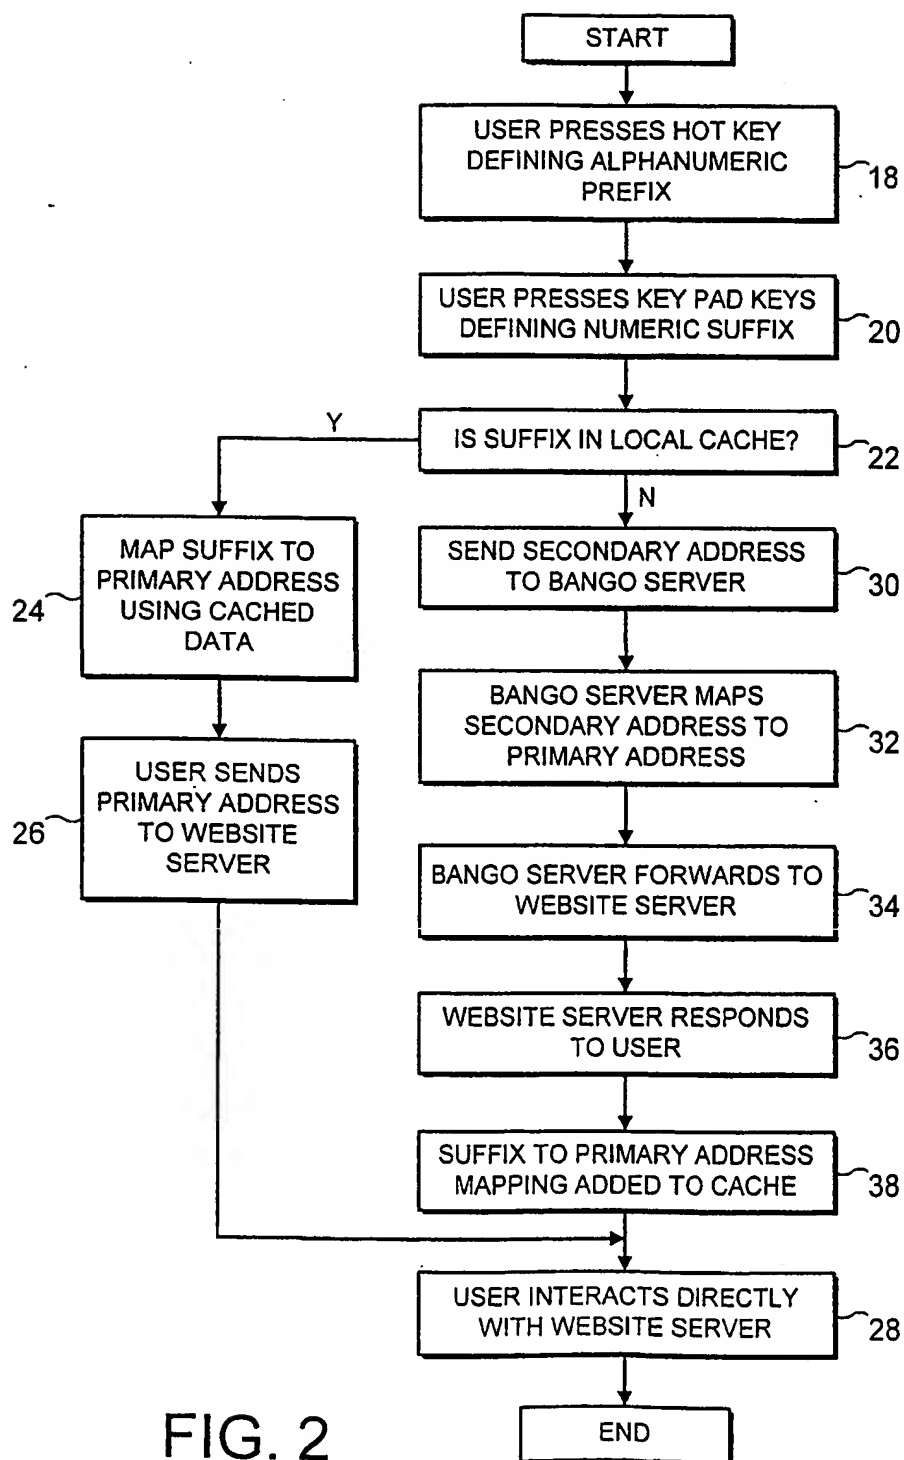 START
USER PRESSES HOT KEY
DEFINING ALPHANUMERIC
PREFIX
18
USER PRESSES KEY PAD KEYS
DEFINING NUMERIC SUFFIX
20
Y
IS SUFFIX IN LOCAL CACHE?
22
N
MAP SUFFIX TO
PRIMARY ADDRESS
USING CACHED
DATA
24
SEND SECONDARY ADDRESS
TO BANGO SERVER
30
BANGO SERVER MAPS
SECONDARY ADDRESS TO
PRIMARY ADDRESS
32
USER SENDS
PRIMARY ADDRESS
TO WEBSITE
SERVER
26
BANGO SERVER FORWARDS TO
WEBSITE SERVER
34
WEBSITE SERVER RESPONDS
TO USER
36
SUFFIX TO PRIMARY ADDRESS
MAPPING ADDED TO CACHE
38
USER INTERACTS DIRECTLY
WITH WEBSITE SERVER
28
END
FIG. 2